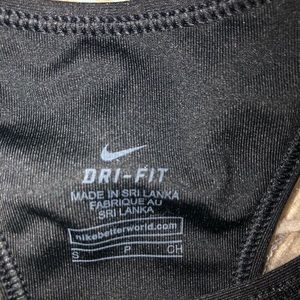 DRI-FIT
MADE IN SRI LANKA
FABRIQUÉ AU
SRI LANKA
nikebetterworld.com
S P CH